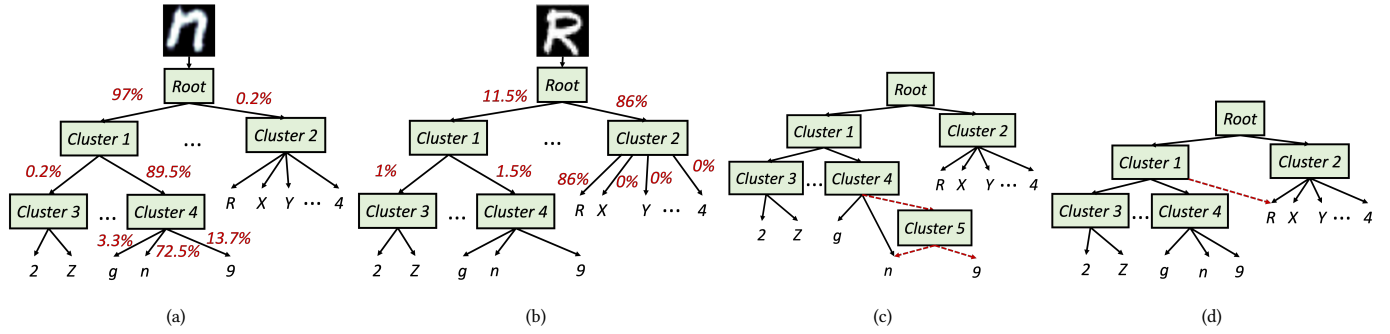 n
Root
97%
0.2%
Cluster 1
...
Cluster 2
0.2%
89.5%
R X Y ... 4
Cluster 3
...
Cluster 4
3.3%
72.5%
13.7%
2 Z g n 9
(a)
R
Root
11.5%
86%
Cluster 1
...
Cluster 2
1%
1.5%
86%
0%
0%
0%
R X Y ... 4
Cluster 3
...
Cluster 4
2 Z g n 9
(b)
Root
Cluster 1
Cluster 2
Cluster 3
...
Cluster 4
R X Y ... 4
2 Z g
Cluster 5
n 9
(c)
Root
Cluster 1
Cluster 2
Cluster 3
...
Cluster 4
R X Y ... 4
2 Z g n 9
(d)